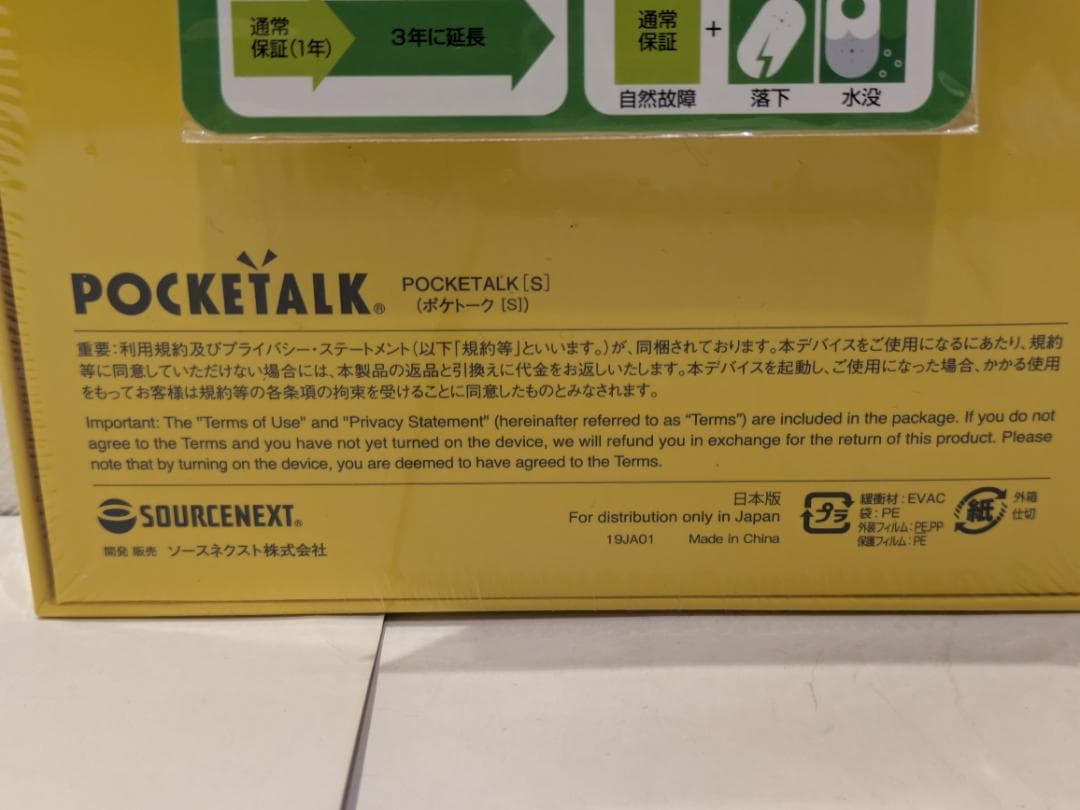 通常
保証(1年)
3年に延長
通常
保証
+
自然故障
落下
水没
POCKETALK®
POCKETALK[S]
(ポケトーク [S])
重要:利用規約及びプライバシー・ステートメント(以下「規約等」といいます。)が、同梱されております。本デバイスをご使用になるにあたり、規約
等に同意していただけない場合には、本製品の返品と引換えに代金をお返しいたします。本デバイスを起動し、ご使用になった場合、かかる使用
をもってお客様は規約等の各条項の拘束を受けることに同意したものとみなされます。
Important: The "Terms of Use" and "Privacy Statement" (hereinafter referred to as "Terms") are included in the package. If you do not
agree to the Terms and you have not yet turned on the device, we will refund you in exchange for the return of this product. Please
note that by turning on the device, you are deemed to have agreed to the Terms.
SOURCENEXT®
開発 販売 ソースネクスト株式会社
日本版
For distribution only in Japan
19JA01 Made in China
プラ
緩衝材:EVAC
袋:PE
外装フィルム:PE,PP
保護フィルム:PE
紙
外箱
仕切